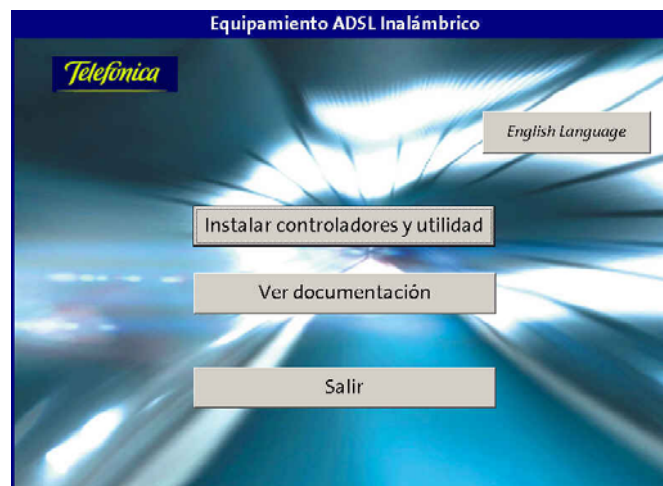 Equipamiento ADSL Inalámbrico
Telefónica
English Language
Instalar controladores y utilidad
Ver documentación
Salir